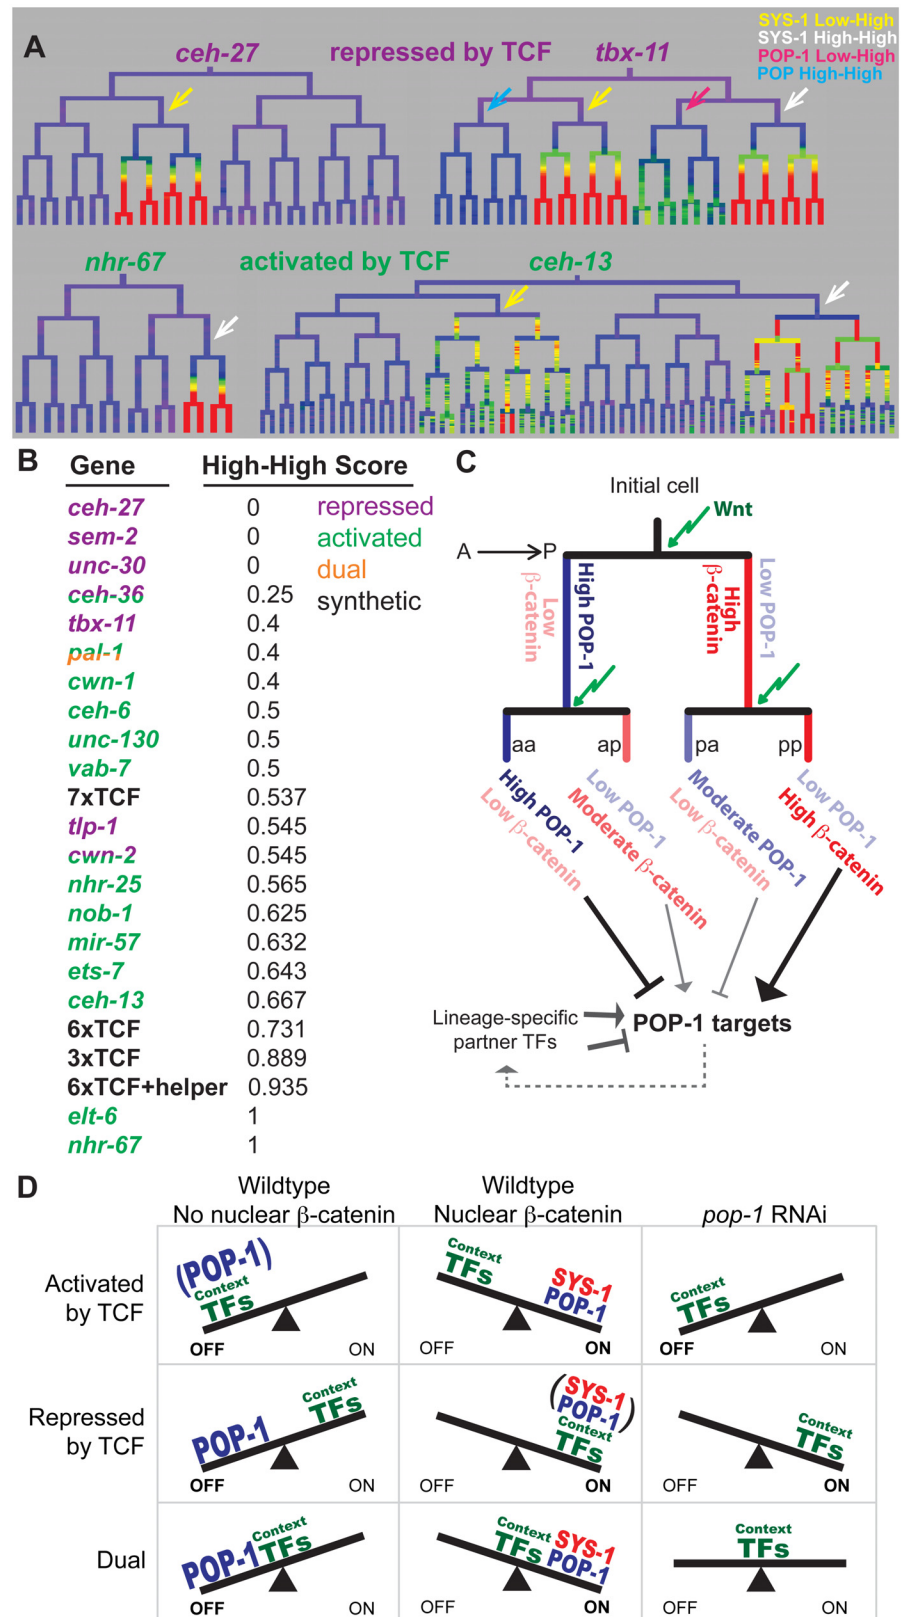 A
ceh-27
repressed by TCF
tbx-11
SYS-1 Low-High
SYS-1 High-High
POP-1 Low-High
POP High-High
nhr-67
activated by TCF
ceh-13
B
Gene High-High Score
ceh-27 0 repressed
sem-2 0 activated
unc-30 0 dual
ceh-36 0.25 synthetic
tbx-11 0.4
pal-1 0.4
cwn-1 0.4
ceh-6 0.5
unc-130 0.5
vab-7 0.5
7xTCF 0.537
tlp-1 0.545
cwn-2 0.545
nhr-25 0.565
nob-1 0.625
mir-57 0.632
ets-7 0.643
ceh-13 0.667
6xTCF 0.731
3xTCF 0.889
6xTCF+helper 0.935
elt-6 1
nhr-67 1
C
Initial cell
Wnt
A P
Low
β-catenin
High POP-1
High
β-catenin
Low POP-1
aa ap pa pp
High POP-1
Low β-catenin
Low POP-1
Moderate β-catenin
Moderate POP-1
Low β-catenin
Low POP-1
High β-catenin
Lineage-specific
partner TFs
POP-1 targets
D
Wildtype
No nuclear β-catenin
Wildtype
Nuclear β-catenin
pop-1 RNAi
Activated
by TCF
(POP-1)
Context
TFs
OFF ON
Context
TFs
SYS-1
POP-1
OFF ON
Context
TFs
OFF ON
Repressed
by TCF
POP-1
Context
TFs
OFF ON
(SYS-1
POP-1)
Context
TFs
OFF ON
Context
TFs
OFF ON
Dual
POP-1
Context
TFs
OFF ON
Context
TFs
SYS-1
POP-1
OFF ON
Context
TFs
OFF ON